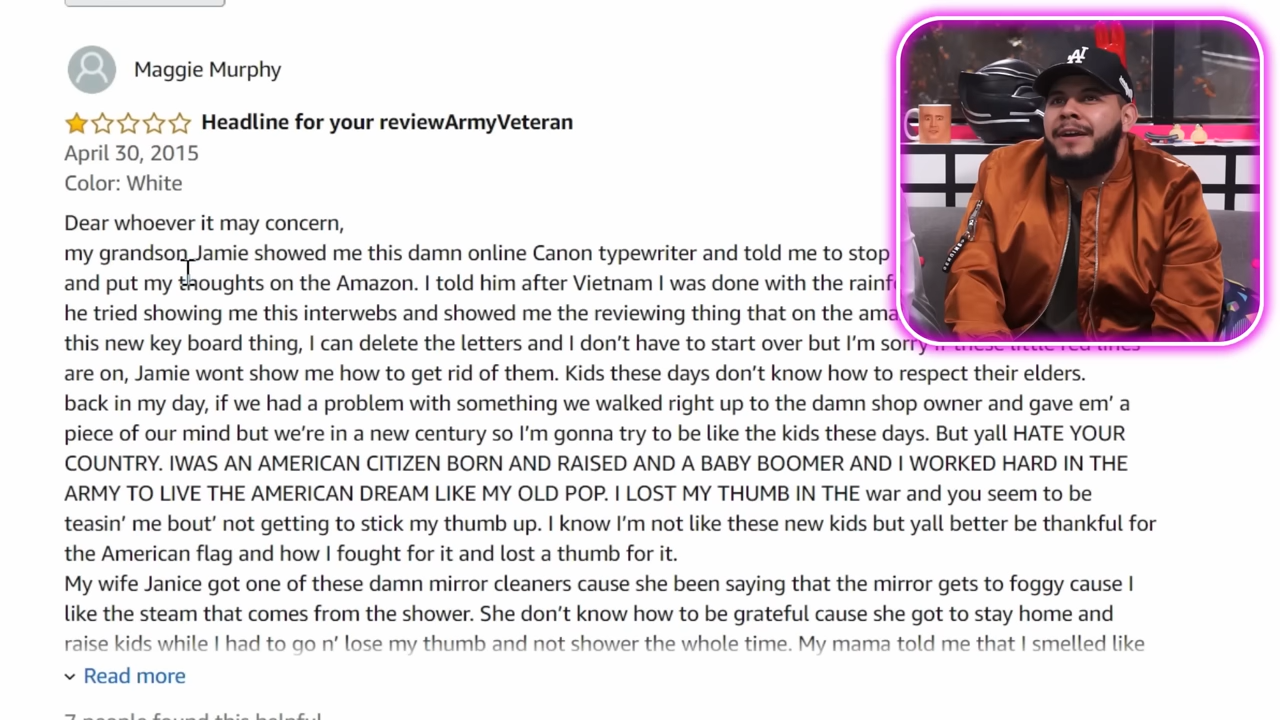 Maggie Murphy
Headline for your reviewArmyVeteran
April 30, 2015
Color: White
Dear whoever it may concern,
my grandson Jamie showed me this damn online Canon typewriter and told me to stop
and put my thoughts on the Amazon. I told him after Vietnam I was done with the
he tried showing me this interwebs and showed me the reviewing thing that on the
this new key board thing, I can delete the letters and I don't have to start over but I'm sorry if these little red lines
are on, Jamie wont show me how to get rid of them. Kids these days don't know how to respect their elders.
back in my day, if we had a problem with something we walked right up to the damn shop owner and gave em' a
piece of our mind but we're in a new century so I'm gonna try to be like the kids these days. But yall HATE YOUR
COUNTRY. IWAS AN AMERICAN CITIZEN BORN AND RAISED AND A BABY BOOMER AND I WORKED HARD IN THE
ARMY TO LIVE THE AMERICAN DREAM LIKE MY OLD POP. I LOST MY THUMB IN THE war and you seem to be
teasin' me bout' not getting to stick my thumb up. I know I'm not like these new kids but yall better be thankful for
the American flag and how I fought for it and lost a thumb for it.
My wife Janice got one of these damn mirror cleaners cause she been saying that the mirror gets to foggy cause I
like the steam that comes from the shower. She don't know how to be grateful cause she got to stay home and
raise kids while I had to go n' lose my thumb and not shower the whole time. My mama told me that I smelled like
Read more
7 people found this helpful